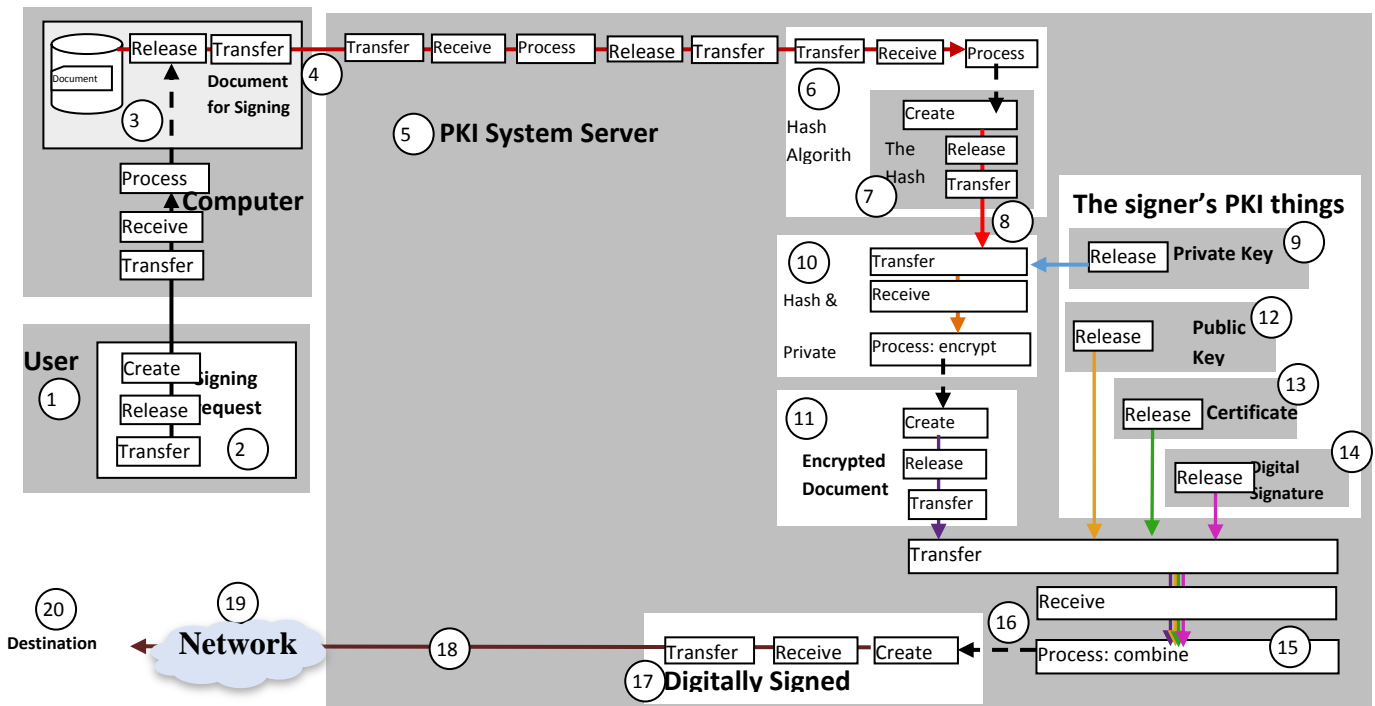 Release
Transfer
Document
Document
for Signing
3
4
Transfer
Receive
Process
Release
Transfer
Transfer
Receive
Process
5
PKI System Server
6
Hash
Algorith
Create
The
Hash
Release
Transfer
7
8
Process
Computer
Receive
Transfer
User
1
Create
Signing
Release
request
Transfer
2
The signer's PKI things
Release
Private Key
9
10
Hash &
Private
Transfer
Receive
Process: encrypt
Release
Public
Key
12
Release
Certificate
13
Release
Digital
Signature
14
11
Encrypted
Document
Create
Release
Transfer
Transfer
Receive
Process: combine
15
16
Transfer
Receive
Create
17
Digitally Signed
18
19
Network
20
Destination